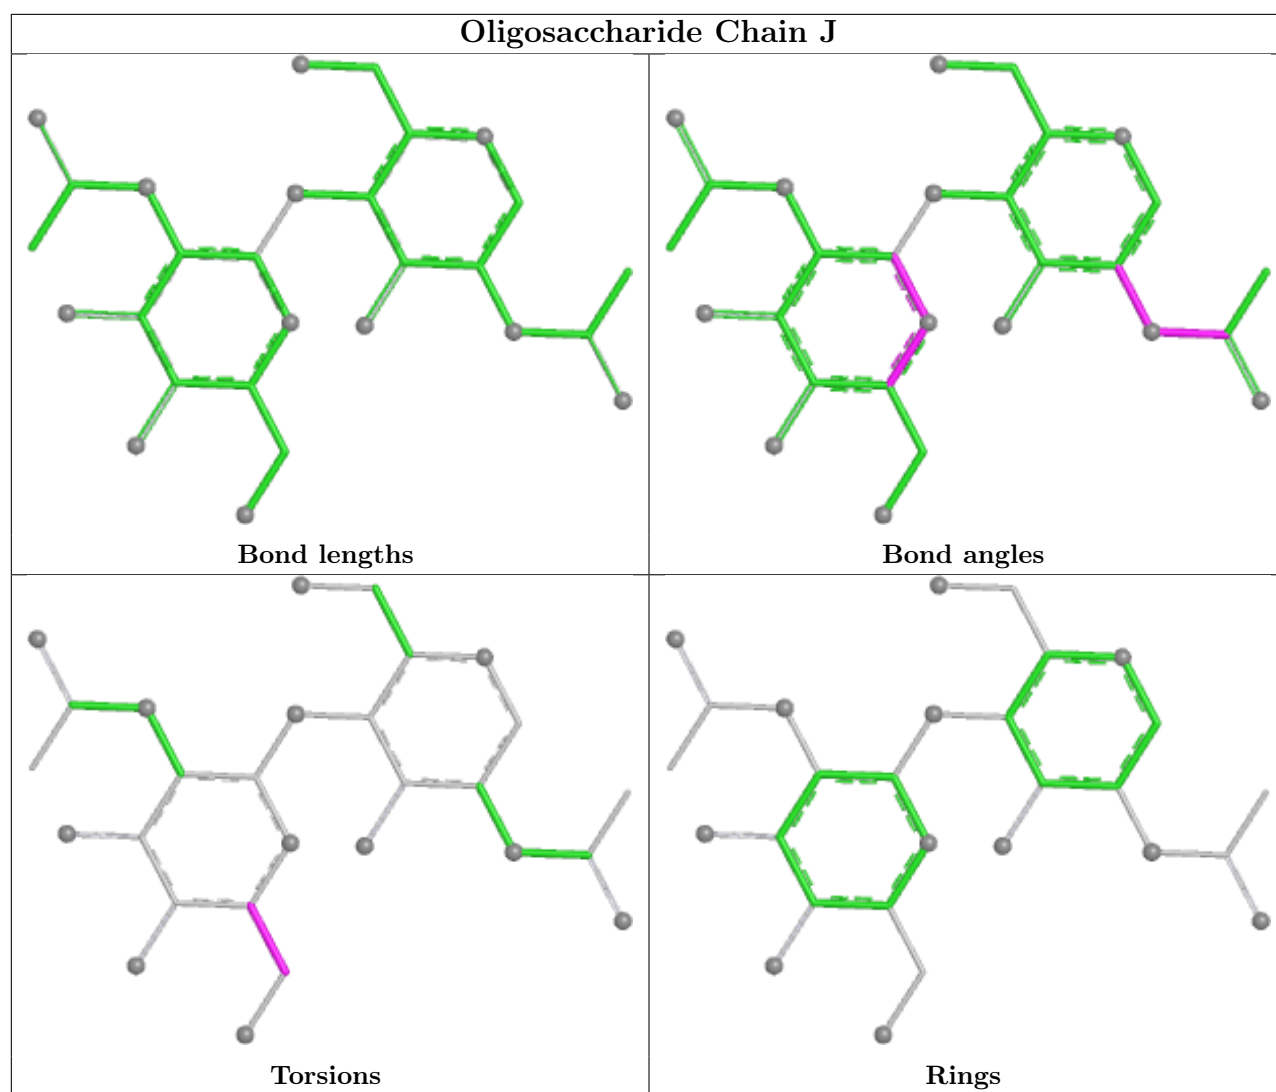 Oligosaccharide Chain J
Bond lengths
Bond angles
Torsions
Rings